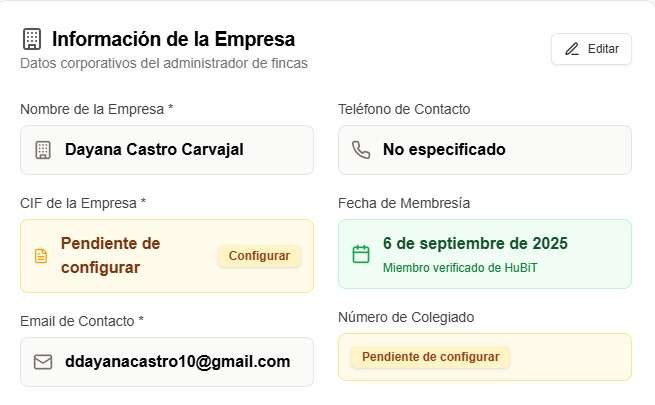 Información de la Empresa
Datos corporativos del administrador de fincas
Editar
Nombre de la Empresa *
Dayana Castro Carvajal
Teléfono de Contacto
No especificado
CIF de la Empresa *
Pendiente de
configurar
Configurar
Fecha de Membresía
6 de septiembre de 2025
Miembro verificado de HuBiT
Email de Contacto *
ddayanacastro10@gmail.com
Número de Colegiado
Pendiente de configurar